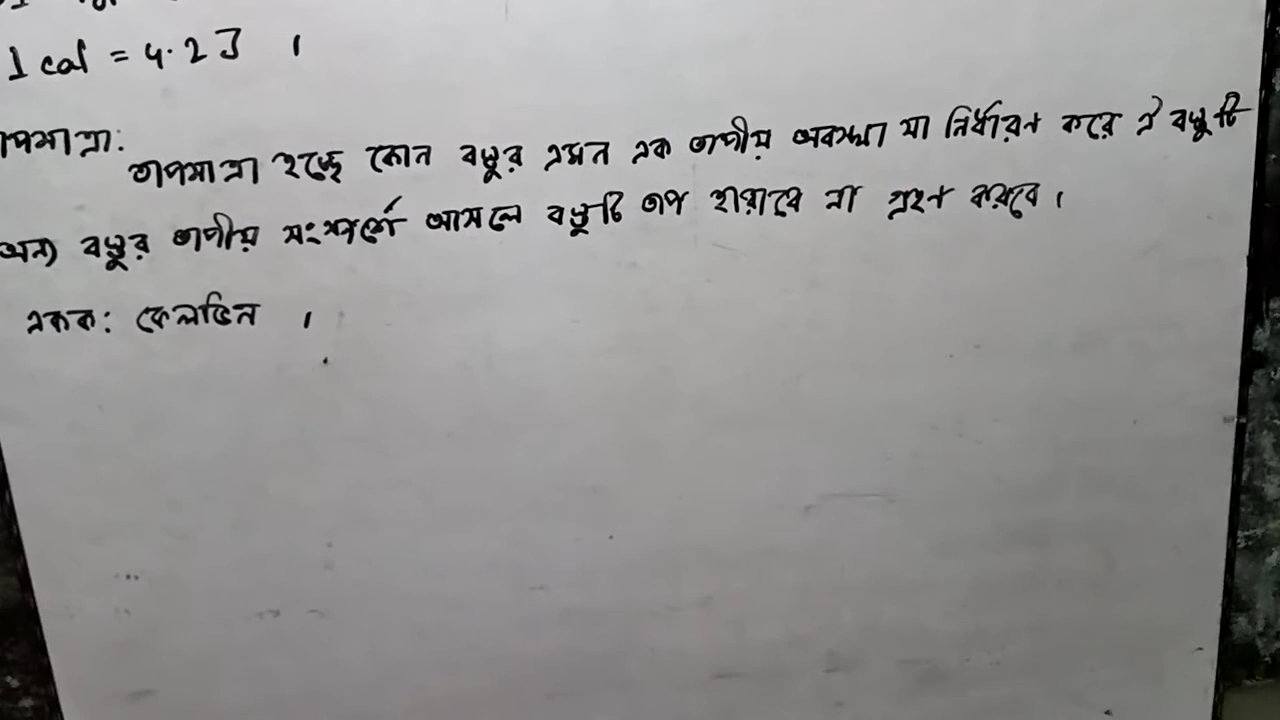 1 cal = 4.2 J ।
পমাত্রা:
তাপমাত্রা হচ্ছে কোন বস্তুর এমন এক তাপীয় অবস্থা যা নির্ধারণ করে ঐ বস্তুটি
অন্য বস্তুর তাপীয় সংস্পর্শে আসলে বস্তুটি তাপ হারাবে না গ্রহণ করবে ।
একক: কেলভিন ।